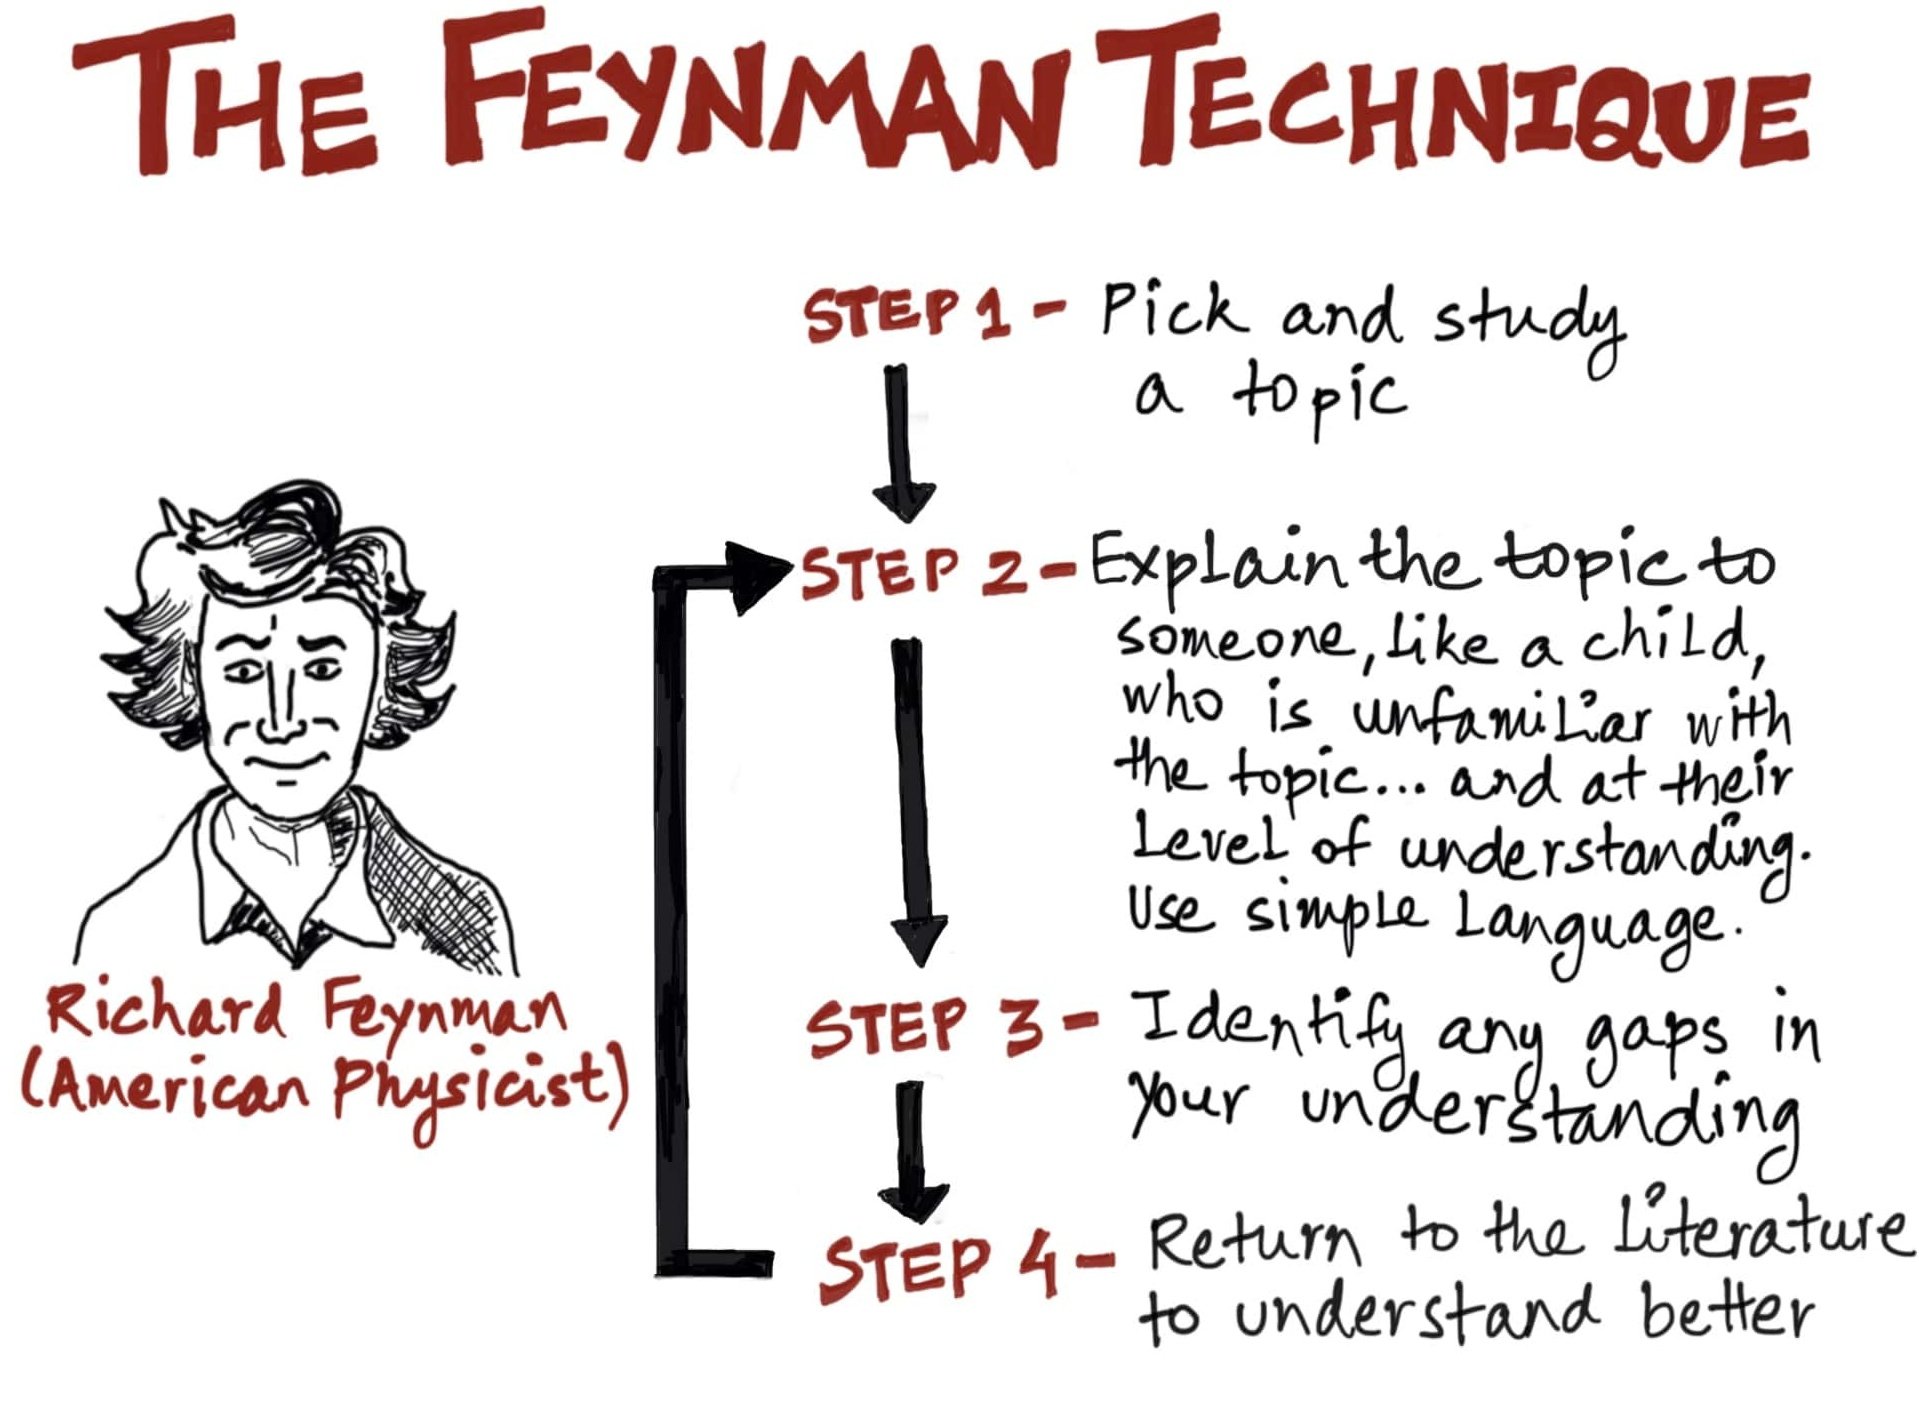 THE FEYNMAN TECHNIQUE
STEP 1 - Pick and study
a topic
STEP 2 - Explain the topic to
someone, like a child,
who is unfamiliar with
the topic... and at their
level of understanding.
Use simple language.
Richard Feynman
(American Physicist)
STEP 3 - Identify any gaps in
your understanding
STEP 4 - Return to the literature
to understand better